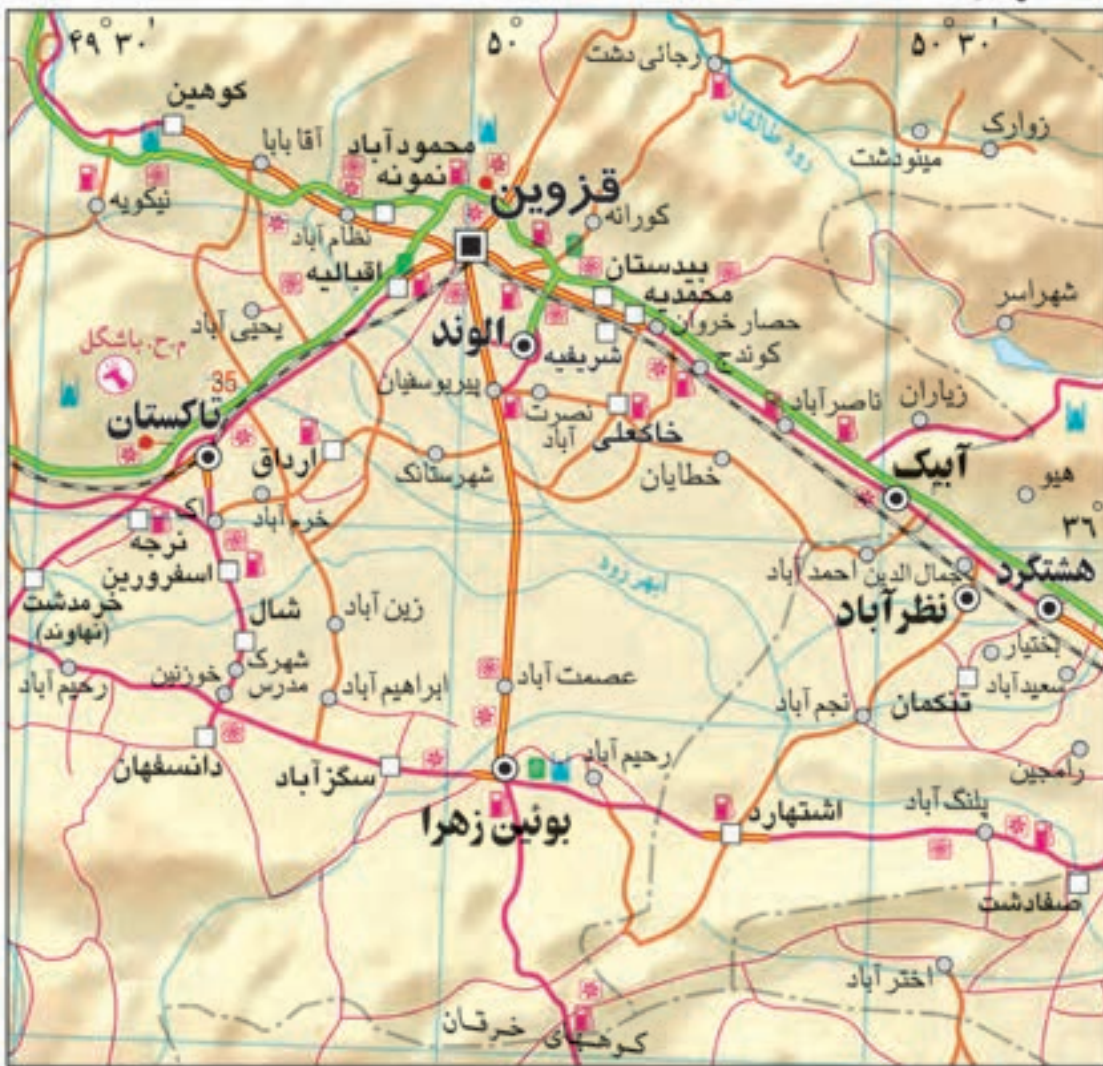 ۴۹° ۳۰'
۵۰°
۵۰° ۳۰'
رجائی دشت
کوهین
رود طالقان
زوارک
مینودشت
آقا بابا
محمودآباد
نمونه
قزوین
نیکویه
کورانه
نظام آباد
بیدستان
اقبالیه
محمدیه
شهراسر
یحیی آباد
الوند
شریفیه
حصار خروان
کوندج
م.ح. باشگل
35
پیریوسفیان
نصرت
آباد
ناصرآباد
زیاران
تاکستان
خاکعلی
ارداق
شهرستانک
خطایان
آبیک
هیو
اک
خرم آباد
۳۶°
نرجه
اسفرورین
ابهر رود
احمد آباد
جمال الدین
هشتگرد
خرمدشت
(نهاوند)
زین آباد
نظرآباد
شال
بختیار
شهرک
مدرس
خوزنین
رحیم آباد
ابراهیم آباد
عصمت آباد
نجم آباد
تنکمان
سعیدآباد
دانسفهان
سگزآباد
رحیم آباد
رامجین
بوئین زهرا
اشتهارد
پلنگ آباد
صفادشت
اختر آباد
کوههای خرقان